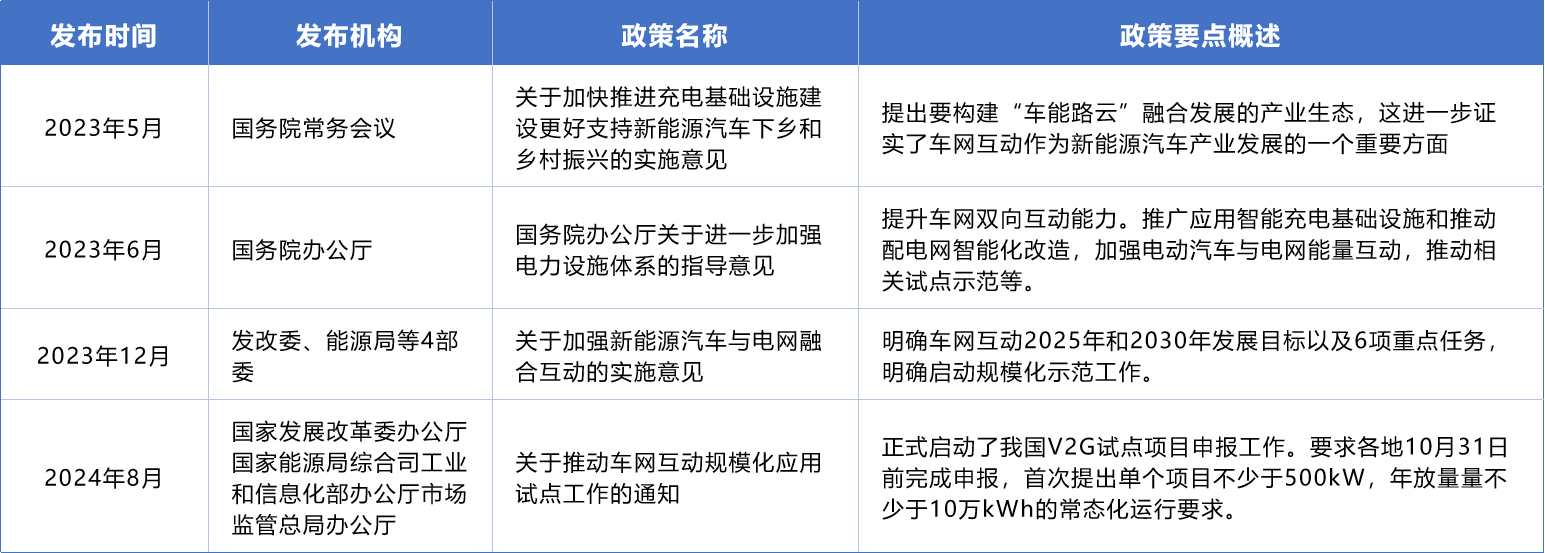 发布时间
发布机构
政策名称
政策要点概述
2023年5月
国务院常务会议
关于加快推进充电基础设施建
设更好支持新能源汽车下乡和
乡村振兴的实施意见
提出要构建“车能路云”融合发展的产业生态，这进一步证
实了车网互动作为新能源汽车产业发展的一个重要方面
2023年6月
国务院办公厅
国务院办公厅关于进一步加强
电力设施体系的指导意见
提升车网双向互动能力。推广应用智能充电基础设施和推动
配电网智能化改造，加强电动汽车与电网能量互动，推动相
关试点示范等。
2023年12月
发改委、能源局等4部
委
关于加强新能源汽车与电网融
合互动的实施意见
明确车网互动2025年和2030年发展目标以及6项重点任务，
明确启动规模化示范工作。
2024年8月
国家发展改革委办公厅
国家能源局综合司工业
和信息化部办公厅市场
监管总局办公厅
关于推动车网互动规模化应用
试点工作的通知
正式启动了我国V2G试点项目申报工作。要求各地10月31日
前完成申报，首次提出单个项目不少于500kW，年放量量不
少于10万kWh的常态化运行要求。